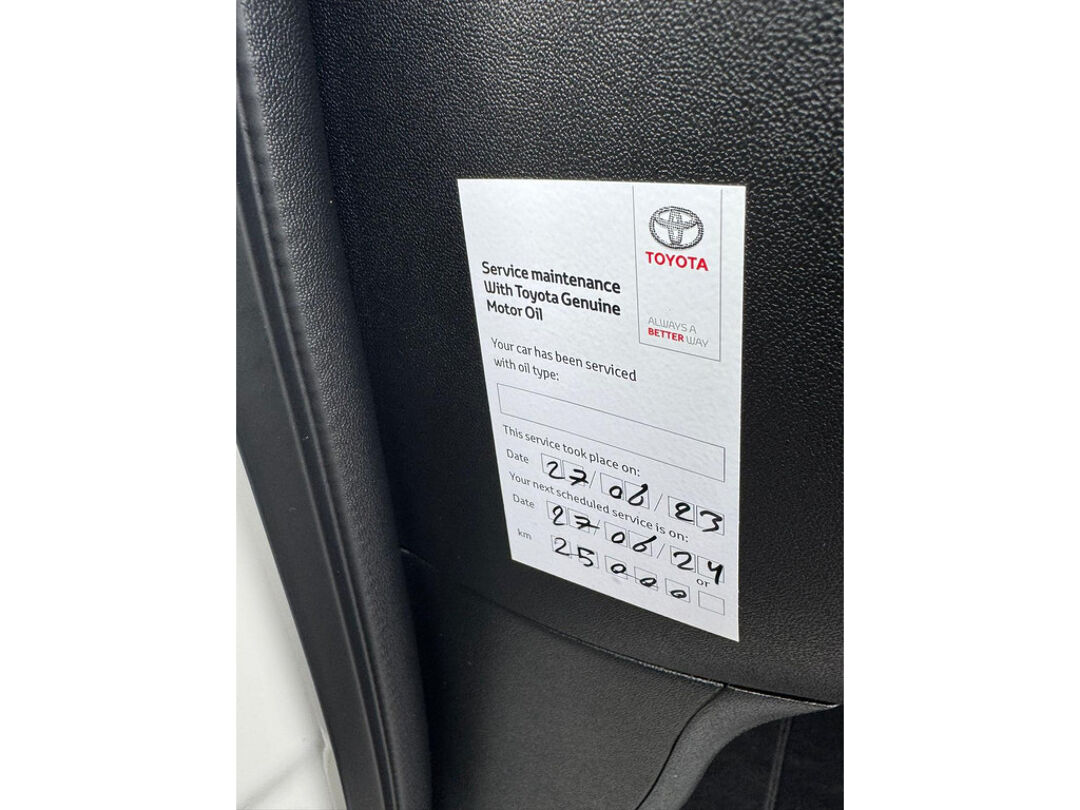 TOYOTA
ALWAYS A
BETTER WAY
Service maintenance
With Toyota Genuine
Motor Oil
Your car has been serviced
with oil type:
This service took place on:
Date 27/06/23
Your next scheduled service is on:
Date 27/06/24 or
km 25000